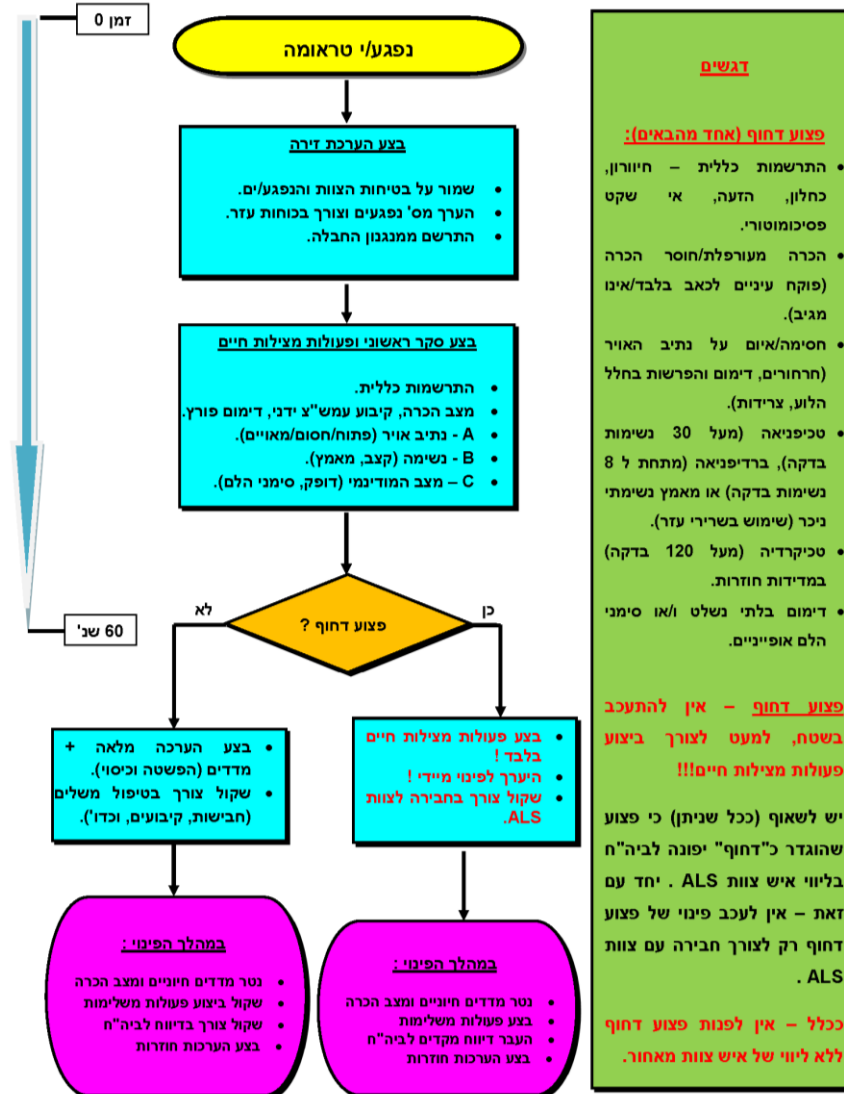 זמן 0
נפגע/י טראומה
בצע הערכת זירה
שמור על בטיחות הצוות והנפגע/ים.
הערך מס' נפגעים וצורך בכוחות עזר.
התרשם ממנגנון החבלה.
בצע סקר ראשוני ופעולות מצילות חיים
התרשמות כללית.
מצב הכרה, קיבוע עמש"צ ידני, דימום פורץ.
A - נתיב אויר (פתוח/חסום/מאויים).
B - נשימה (קצב, מאמץ).
C – מצב המודינמי (דופק, סימני הלם).
60 שנ'
פצוע דחוף ?
כן
לא
בצע פעולות מצילות חיים
בלבד !
היערך לפינוי מיידי !
שקול צורך בחבירה לצוות
ALS.
בצע הערכה מלאה +
מדדים (הפשטה וכיסוי).
שקול צורך בטיפול משלים
(חבישות, קיבועים, וכדו').
במהלך הפינוי :
נטר מדדים חיוניים ומצב הכרה
בצע פעולות משלימות
העבר דיווח מקדים לביה"ח
בצע הערכות חוזרות
במהלך הפינוי :
נטר מדדים חיוניים ומצב הכרה
שקול ביצוע פעולות משלימות
שקול צורך בדיווח לביה"ח
בצע הערכות חוזרות
דגשים
פצוע דחוף (אחד מהבאים):
התרשמות כללית – חיוורון,
כחלון, הזעה, אי שקט
פסיכומוטורי.
הכרה מעורפלת/חוסר הכרה
(פוקח עיניים לכאב בלבד/אינו
מגיב).
חסימה/איום על נתיב האויר
(חרחורים, דימום והפרשות בחלל
הלוע, צרידות).
טכיפניאה (מעל 30 נשימות
בדקה), ברדיפניאה (מתחת ל 8
נשימות בדקה) או מאמץ נשימתי
ניכר (שימוש בשרירי עזר).
טכיקרדיה (מעל 120 בדקה)
במדידות חוזרות.
דימום בלתי נשלט ו/או סימני
הלם אופייניים.
פצוע דחוף – אין להתעכב
בשטח, למעט לצורך ביצוע
פעולות מצילות חיים!!!
יש לשאוף (ככל שניתן) כי פצוע
שהוגדר כ"דחוף" יפונה לביה"ח
בליווי איש צוות ALS . יחד עם
זאת – אין לעכב פינוי של פצוע
דחוף רק לצורך חבירה עם צוות
ALS .
ככלל – אין לפנות פצוע דחוף
ללא ליווי של איש צוות מאחור.